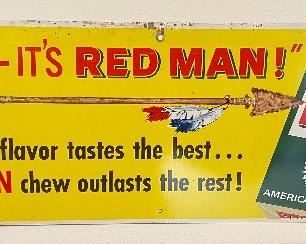 - IT'S RED MAN!"
flavor tastes the best...
N chew outlasts the rest!
AMERICA